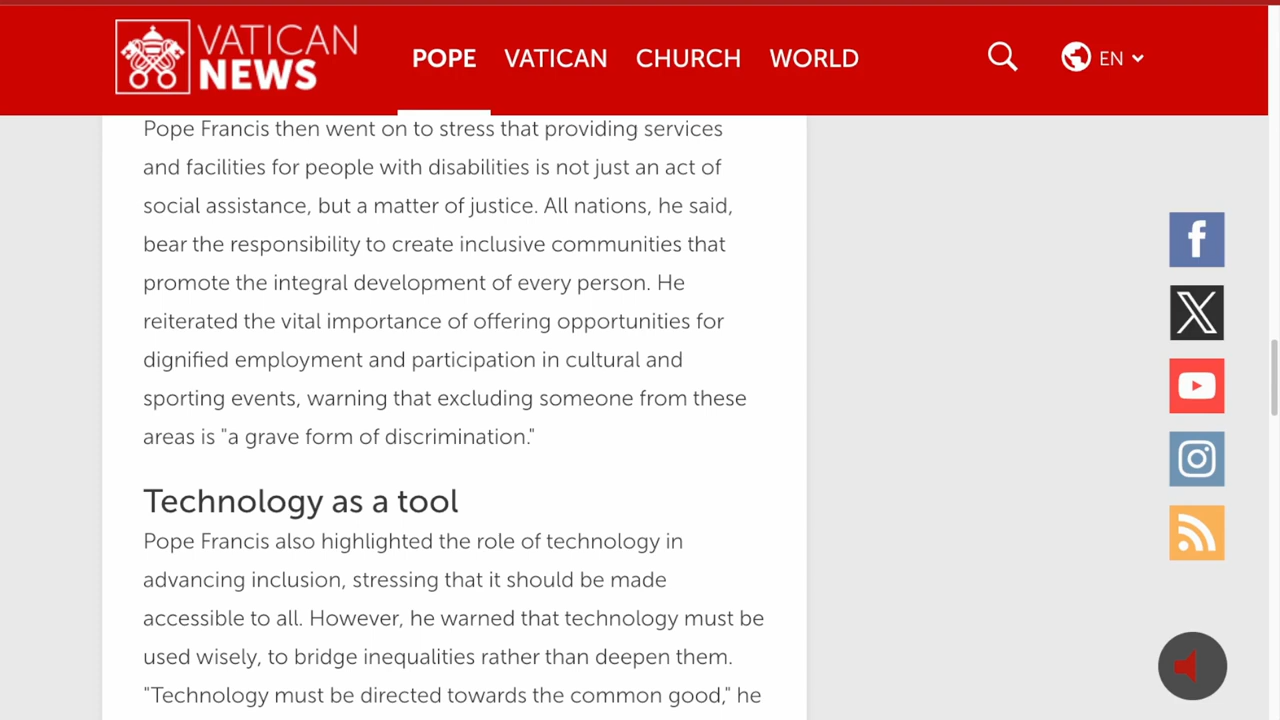 VATICAN
NEWS
POPE VATICAN CHURCH WORLD
EN
Pope Francis then went on to stress that providing services
and facilities for people with disabilities is not just an act of
social assistance, but a matter of justice. All nations, he said,
bear the responsibility to create inclusive communities that
promote the integral development of every person. He
reiterated the vital importance of offering opportunities for
dignified employment and participation in cultural and
sporting events, warning that excluding someone from these
areas is "a grave form of discrimination."
Technology as a tool
Pope Francis also highlighted the role of technology in
advancing inclusion, stressing that it should be made
accessible to all. However, he warned that technology must be
used wisely, to bridge inequalities rather than deepen them.
"Technology must be directed towards the common good," he